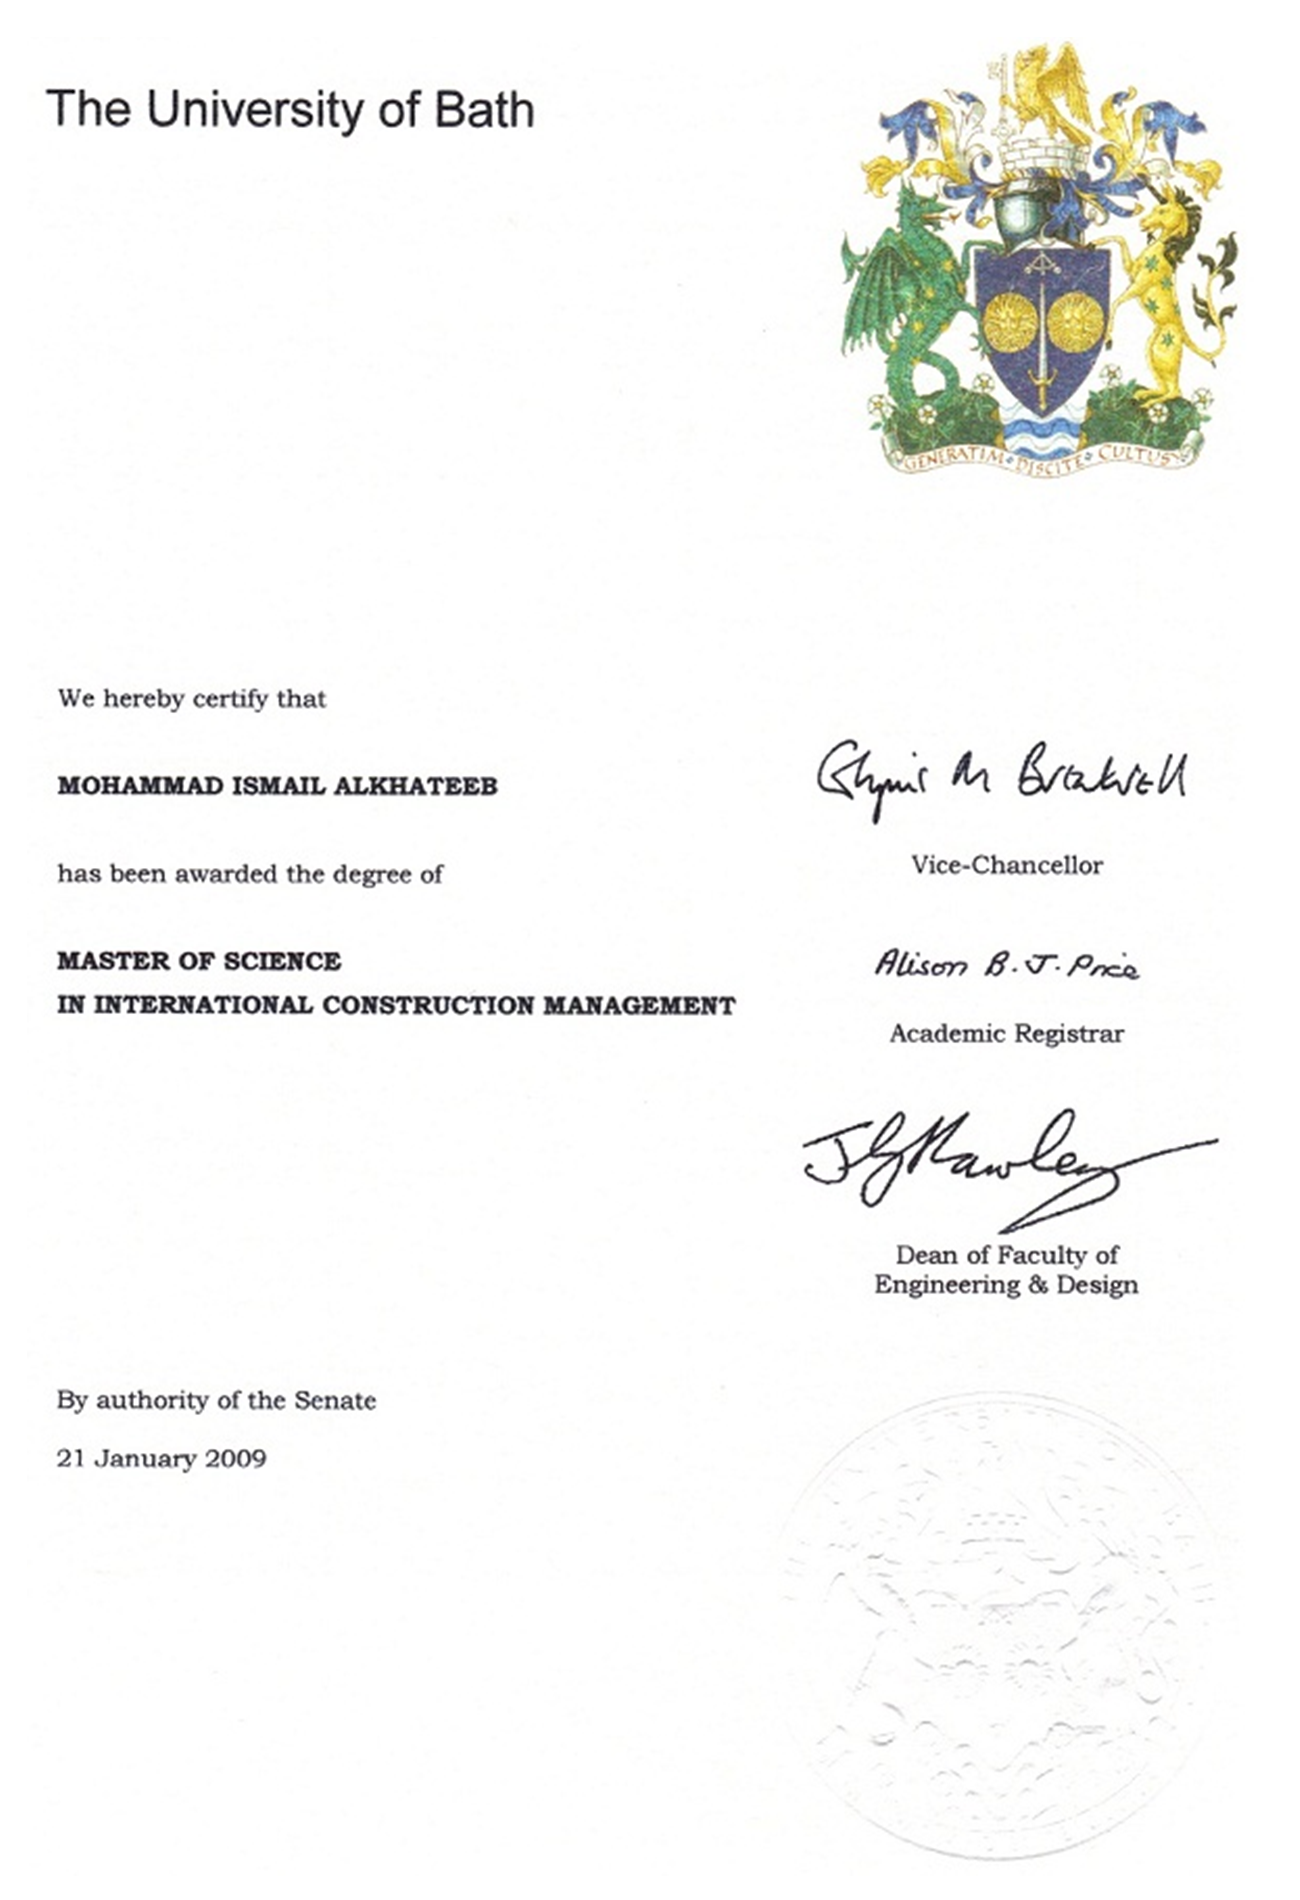 The University of Bath
GENERATIM DISCITE CULTUS
We hereby certify that
MOHAMMAD ISMAIL ALKHATEEB
Glynis M Breakwell
Vice-Chancellor
has been awarded the degree of
MASTER OF SCIENCE
IN INTERNATIONAL CONSTRUCTION MANAGEMENT
Alison B. J. Price
Academic Registrar
Dean of Faculty of
Engineering & Design
By authority of the Senate
21 January 2009